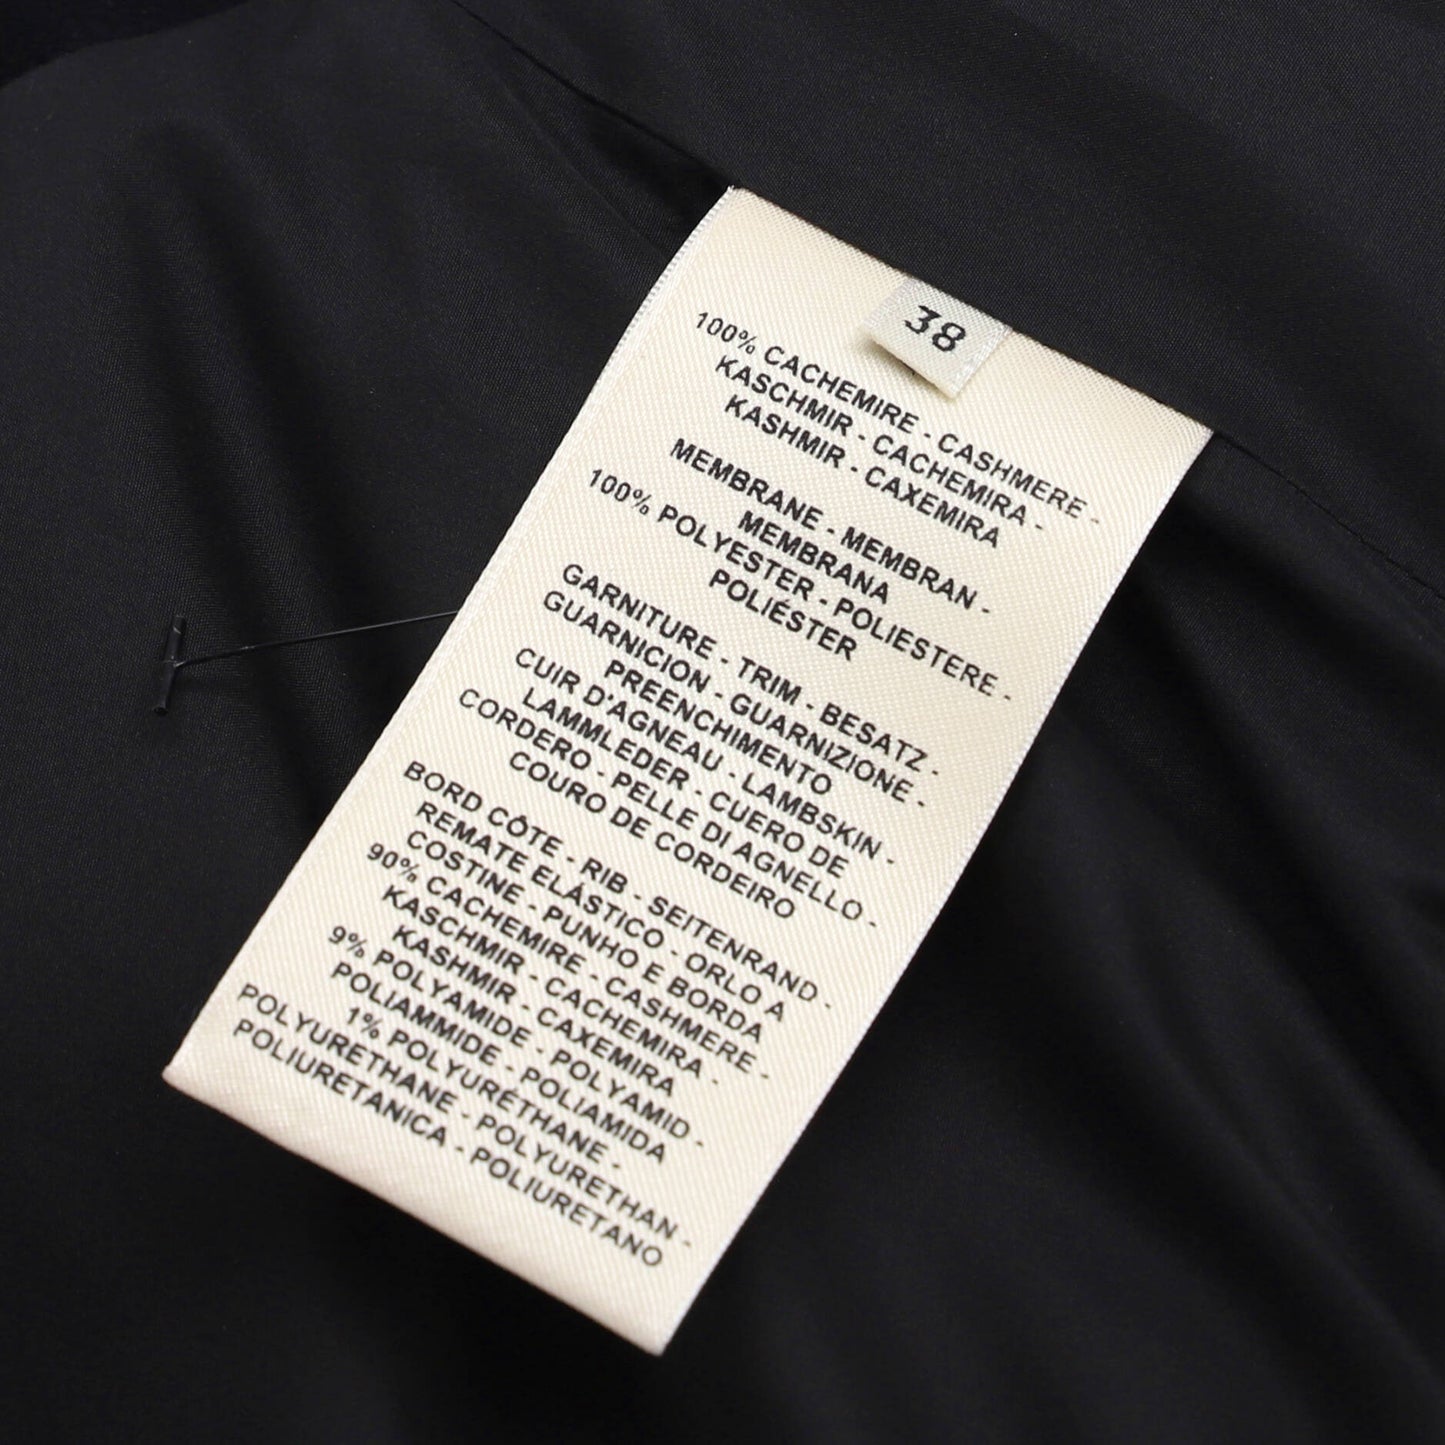 38
100% CACHEMIRE - CASHMERE -
KASCHMIR - CACHEMIRA -
KASHMIR - CAXEMIRA
MEMBRANE - MEMBRAN -
MEMBRANA
100% POLYESTER - POLIESTERE -
POLIÉSTER
GARNITURE - TRIM - BESATZ -
GUARNICION - GUARNIZIONE -
PREENCHIMENTO
CUIR D'AGNEAU - LAMBSKIN -
LAMMLEDER - CUERO DE
CORDERO - PELLE DI AGNELLO -
COURO DE CORDEIRO
BORD CÔTE - RIB - SEITENRAND -
REMATE ELÁSTICO - ORLO A
COSTINE - PUNHO E BORDA
90% CACHEMIRE - CASHMERE -
KASCHMIR - CACHEMIRA -
KASHMIR - CAXEMIRA
9% POLYAMIDE - POLYAMID -
POLIAMMIDE - POLIAMIDA
1% POLYURÉTHANE -
POLYURETHANE - POLYURETHAN -
POLIURETANICA - POLIURETANO